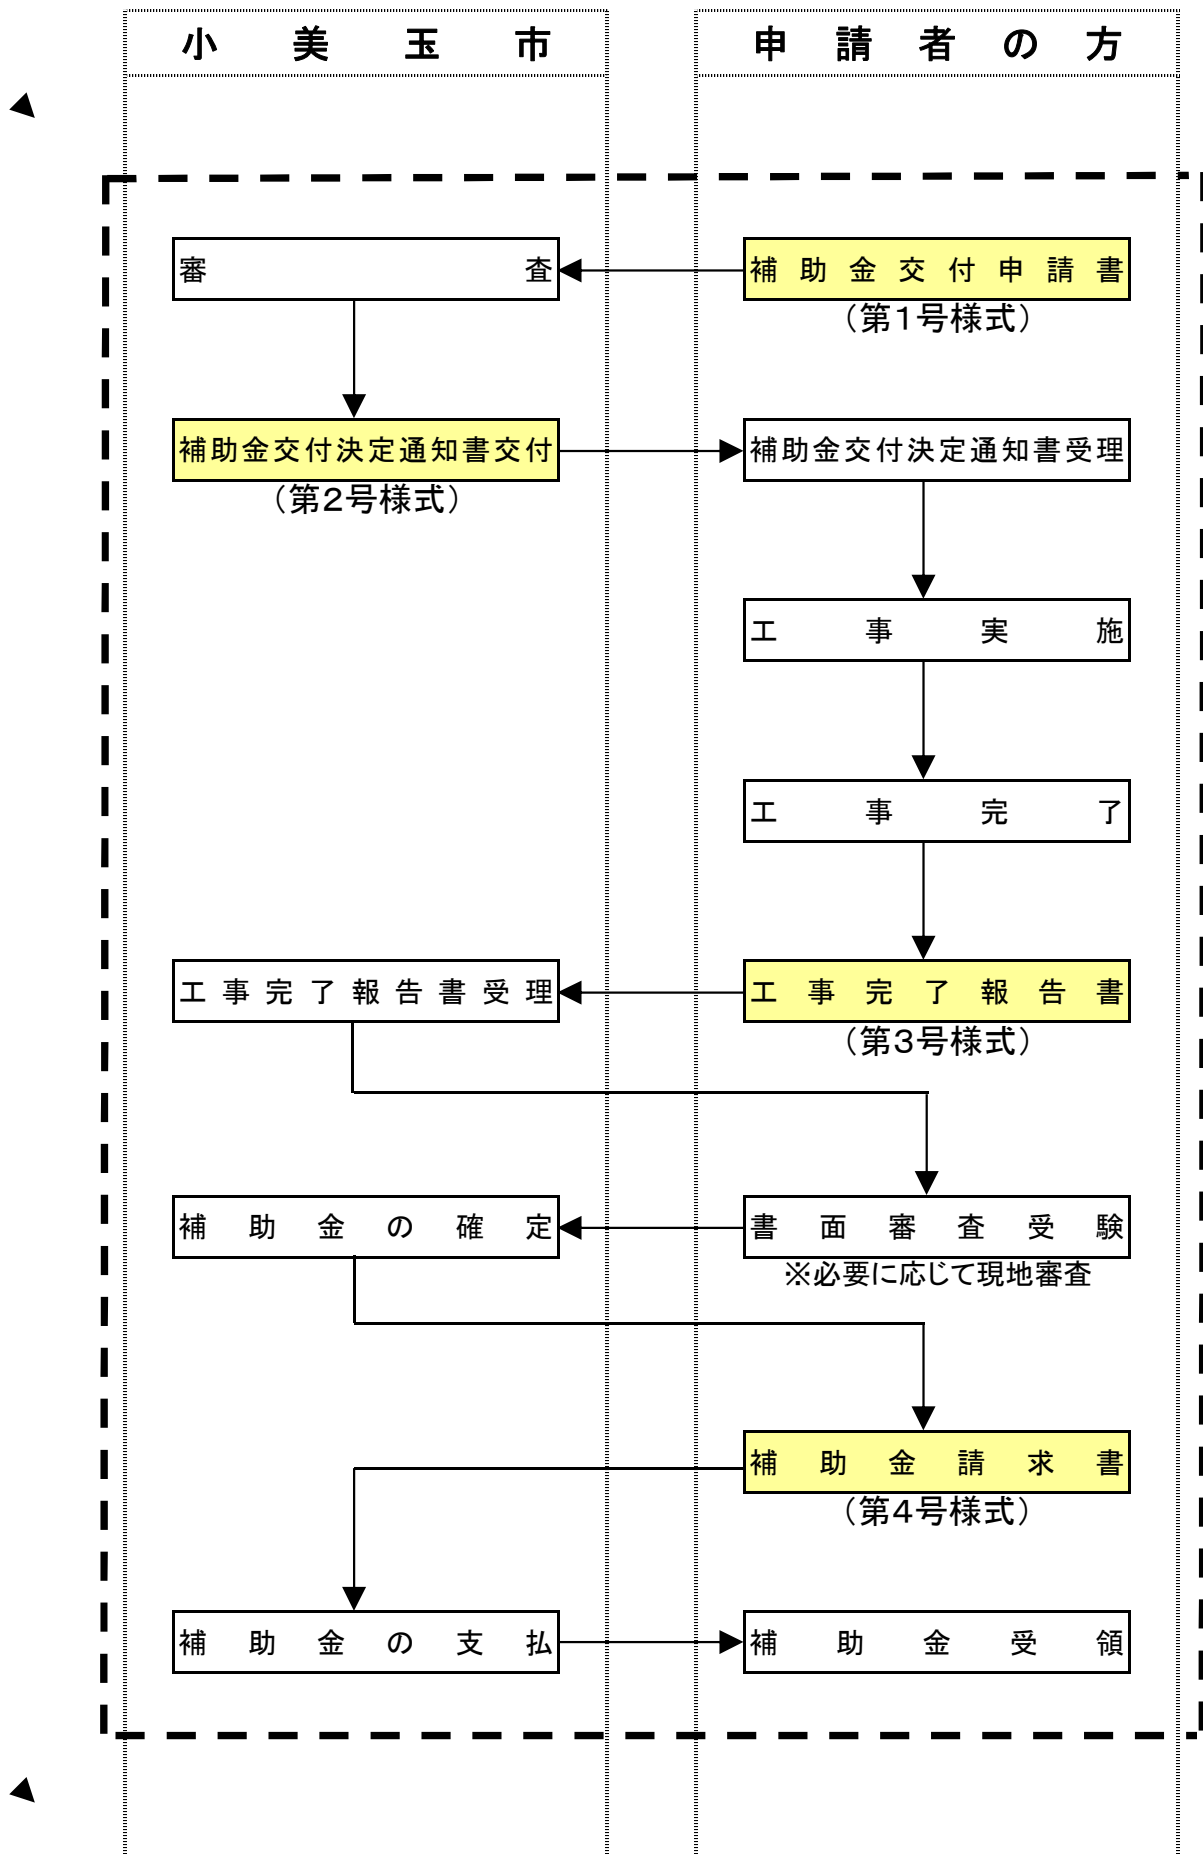 小美玉市
申請者の方
審査
補助金交付申請書
（第１号様式）
補助金交付決定通知書交付
補助金交付決定通知書受理
（第２号様式）
工事実施
工事完了
工事完了報告書受理
工事完了報告書
（第３号様式）
補助金の確定
書面審査受験
※必要に応じて現地審査
補助金請求書
（第４号様式）
補助金の支払
補助金受領